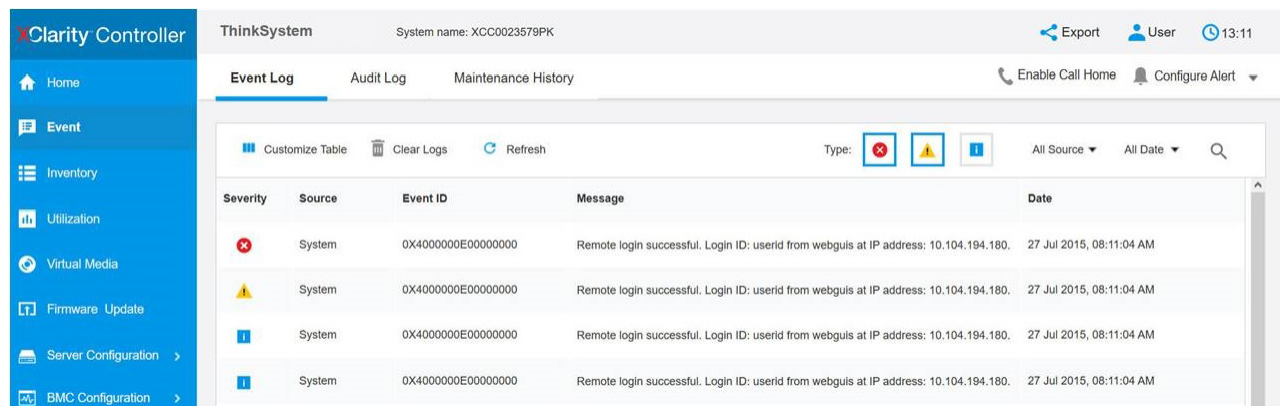 XClarity Controller
ThinkSystem System name: XCC0023579PK Export User 13:11
Home
Event Log Audit Log Maintenance History Enable Call Home Configure Alert
Event
Customize Table Clear Logs Refresh Type: All Source All Date
Inventory
Severity Source Event ID Message Date
Utilization
System 0X4000000E00000000 Remote login successful. Login ID: userid from webguis at IP address: 10.104.194.180. 27 Jul 2015, 08:11:04 AM
Virtual Media
System 0X4000000E00000000 Remote login successful. Login ID: userid from webguis at IP address: 10.104.194.180. 27 Jul 2015, 08:11:04 AM
Firmware Update
System 0X4000000E00000000 Remote login successful. Login ID: userid from webguis at IP address: 10.104.194.180. 27 Jul 2015, 08:11:04 AM
Server Configuration
System 0X4000000E00000000 Remote login successful. Login ID: userid from webguis at IP address: 10.104.194.180. 27 Jul 2015, 08:11:04 AM
BMC Configuration